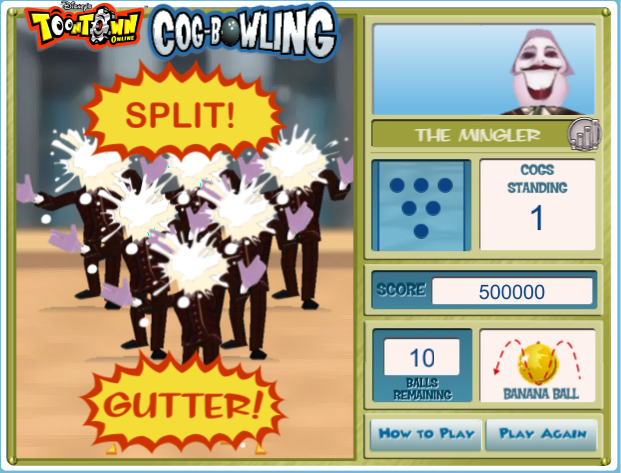 Disney's
TOONTOWN
ONLINE
COG-BOWLING
SPLIT!
THE MINGLER
COGS
STANDING
1
SCORE 500000
10
BALLS
REMAINING
BANANA BALL
GUTTER!
HOW TO PLAY PLAY AGAIN